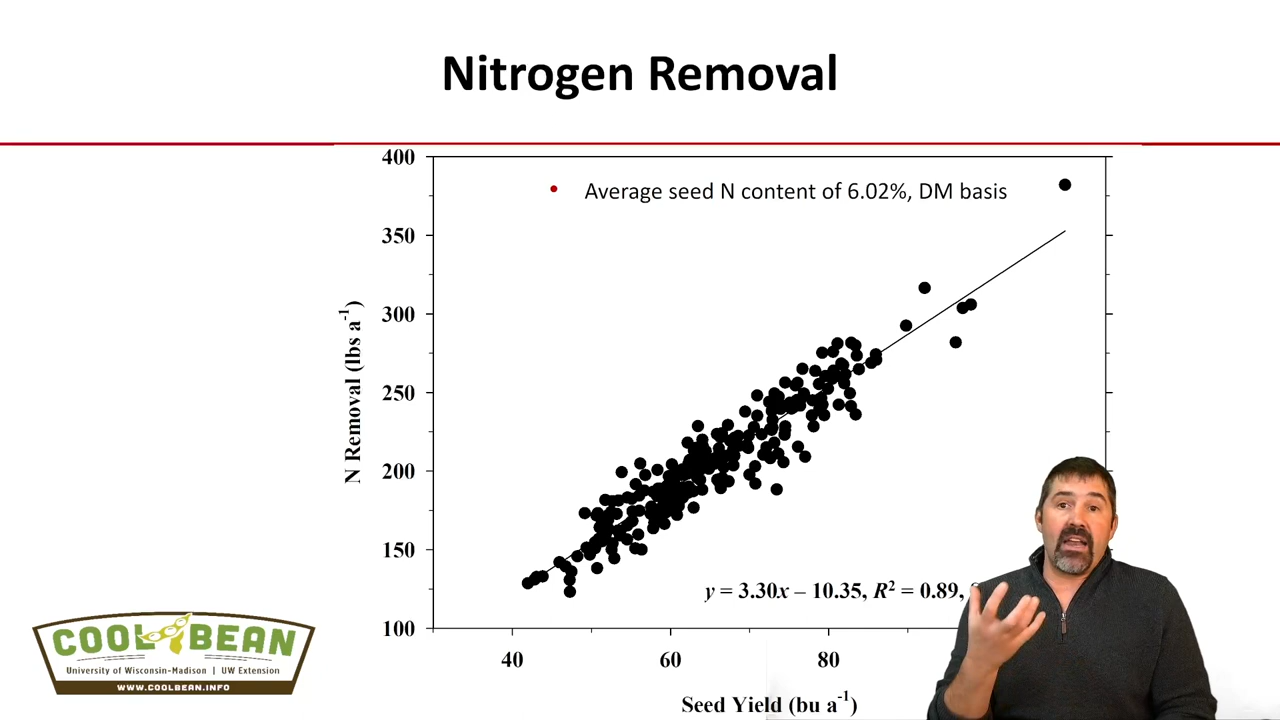 Nitrogen Removal
400
• Average seed N content of 6.02%, DM basis
350
300
250
200
150
100
N Removal (lbs a⁻¹)
y = 3.30x – 10.35, R² = 0.89,
40 60 80
Seed Yield (bu a⁻¹)
COOL BEAN
University of Wisconsin-Madison | UW Extension
WWW.COOLBEAN.INFO